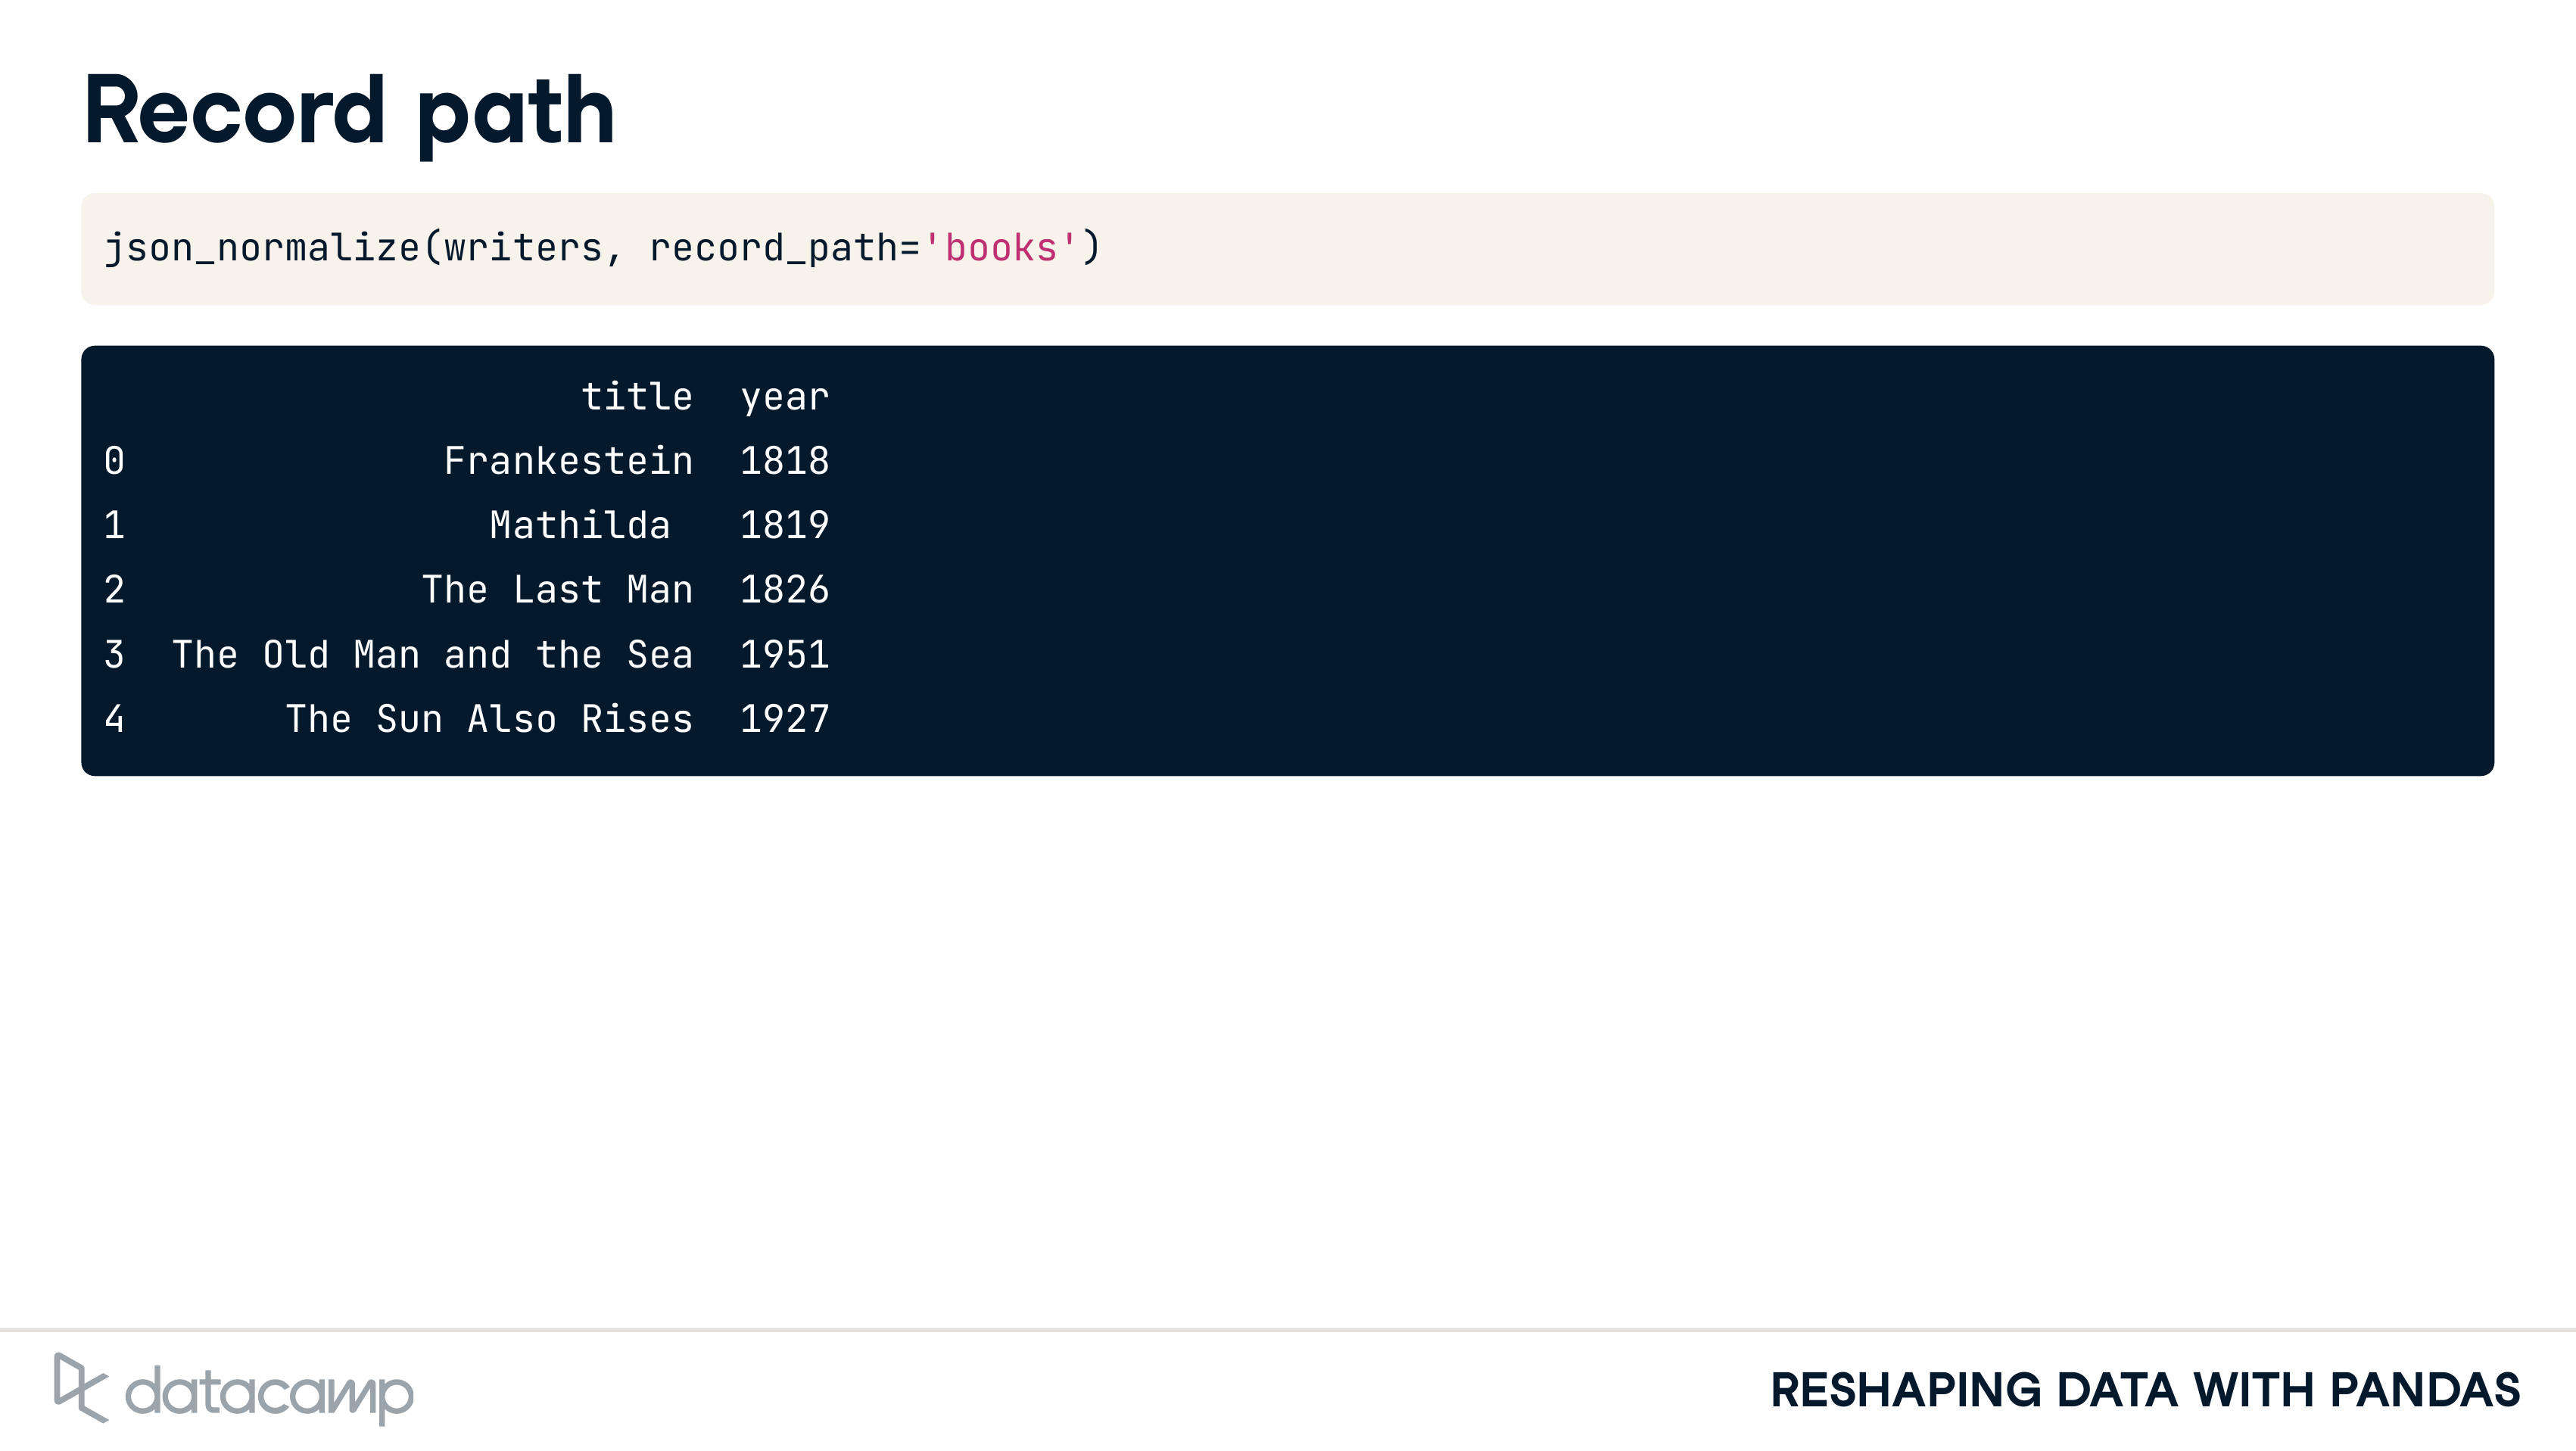 Record path
json_normalize(writers, record_path='books')
title year
0 Frankestein 1818
1 Mathilda 1819
2 The Last Man 1826
3 The Old Man and the Sea 1951
4 The Sun Also Rises 1927
datacamp
RESHAPING DATA WITH PANDAS